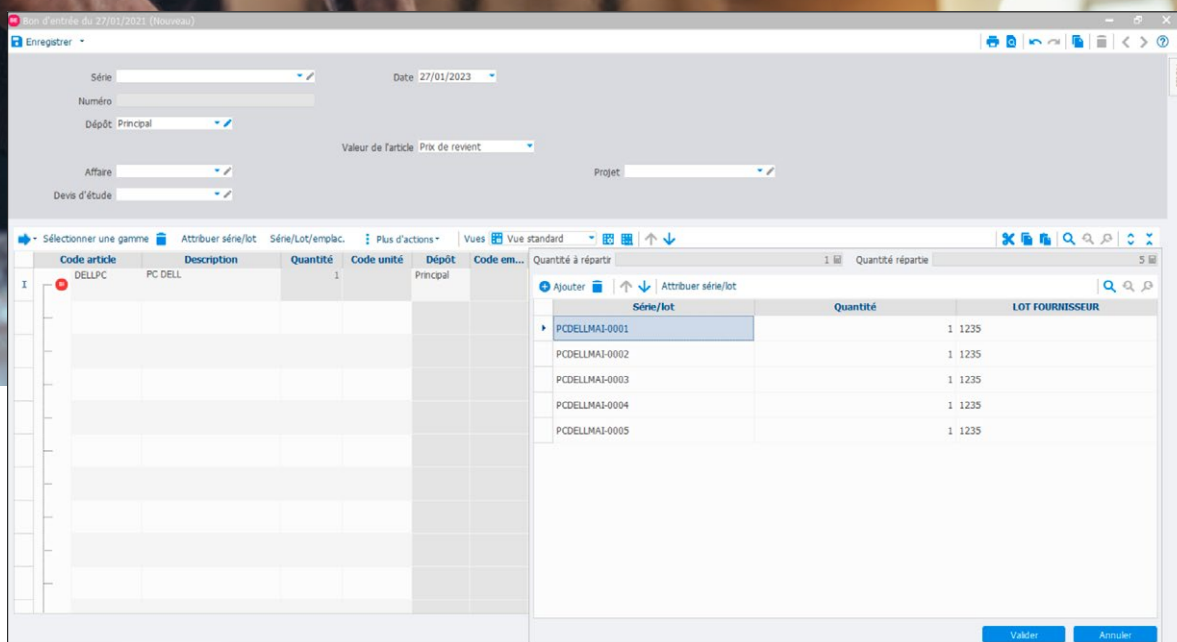 Bon d'entrée du 27/01/2021 (Nouveau)
Enregistrer
Série
Date 27/01/2023
Numéro
Dépôt Principal
Valeur de l'article Prix de revient
Affaire
Projet
Devis d'étude
Sélectionner une gamme Attribuer série/lot Série/Lot/emplac. Plus d'actions Vues Vue standard
Code article Description Quantité Code unité Dépôt Code em...
DELLPC PC DELL 1 Principal
Quantité à répartir 1 Quantité répartie 5
Ajouter Attribuer série/lot
Série/lot Quantité LOT FOURNISSEUR
PCDELLMAI-0001 1 1235
PCDELLMAI-0002 1 1235
PCDELLMAI-0003 1 1235
PCDELLMAI-0004 1 1235
PCDELLMAI-0005 1 1235
Valider Annuler